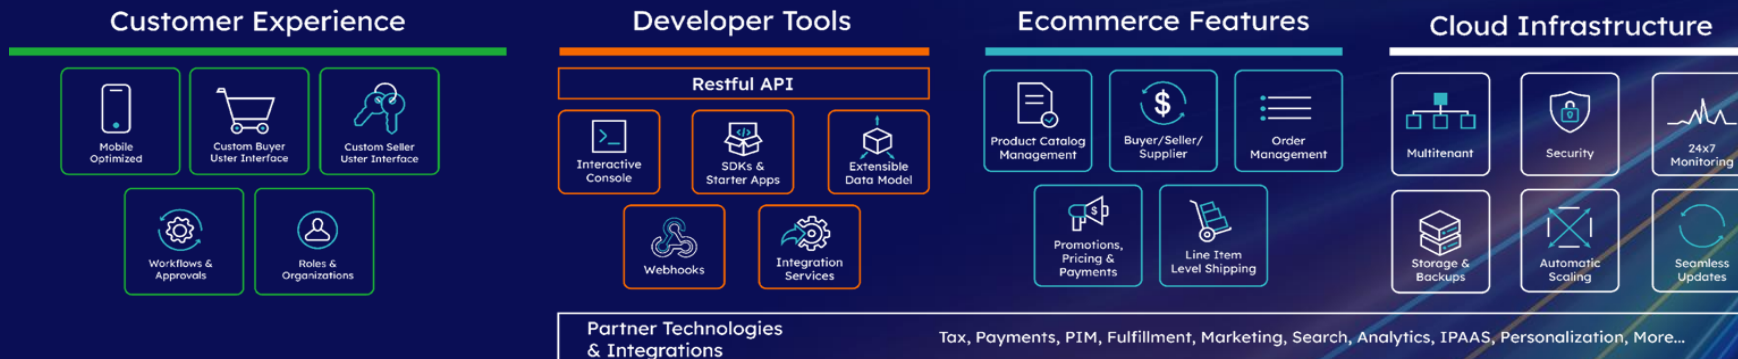 Customer Experience
Mobile
Optimized
Custom Buyer
Uster Interface
Custom Seller
Uster Interface
Workflows &
Approvals
Roles &
Organizations
Developer Tools
Restful API
>_
Interactive
Console
</>
SDKs &
Starter Apps
Extensible
Data Model
Webhooks
Integration
Services
Ecommerce Features
Product Catalog
Management
$
Buyer/Seller/
Supplier
Order
Management
$
Promotions,
Pricing &
Payments
Line Item
Level Shipping
Cloud Infrastructure
Multitenant
Security
24x7
Monitoring
Storage &
Backups
Automatic
Scaling
Seamless
Updates
Partner Technologies
& Integrations
Tax, Payments, PIM, Fulfillment, Marketing, Search, Analytics, IPAAS, Personalization, More...